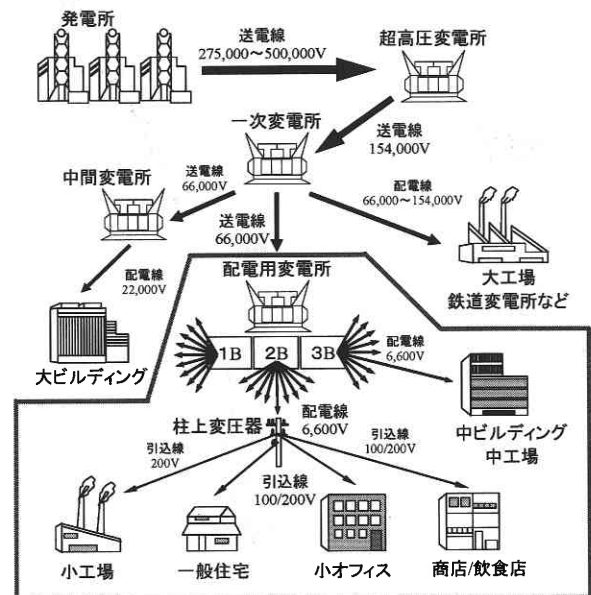 発電所
送電線
275,000～500,000V
超高圧変電所
一次変電所
送電線
154,000V
中間変電所
送電線
66,000V
送電線
66,000V
配電線
66,000～154,000V
大工場
鉄道変電所など
配電線
22,000V
大ビルディング
配電用変電所
1B 2B 3B
配電線
6,600V
中ビルディング
中工場
柱上変圧器
配電線
6,600V
引込線
200V
引込線
100/200V
引込線
100/200V
小工場
一般住宅
小オフィス
商店/飲食店